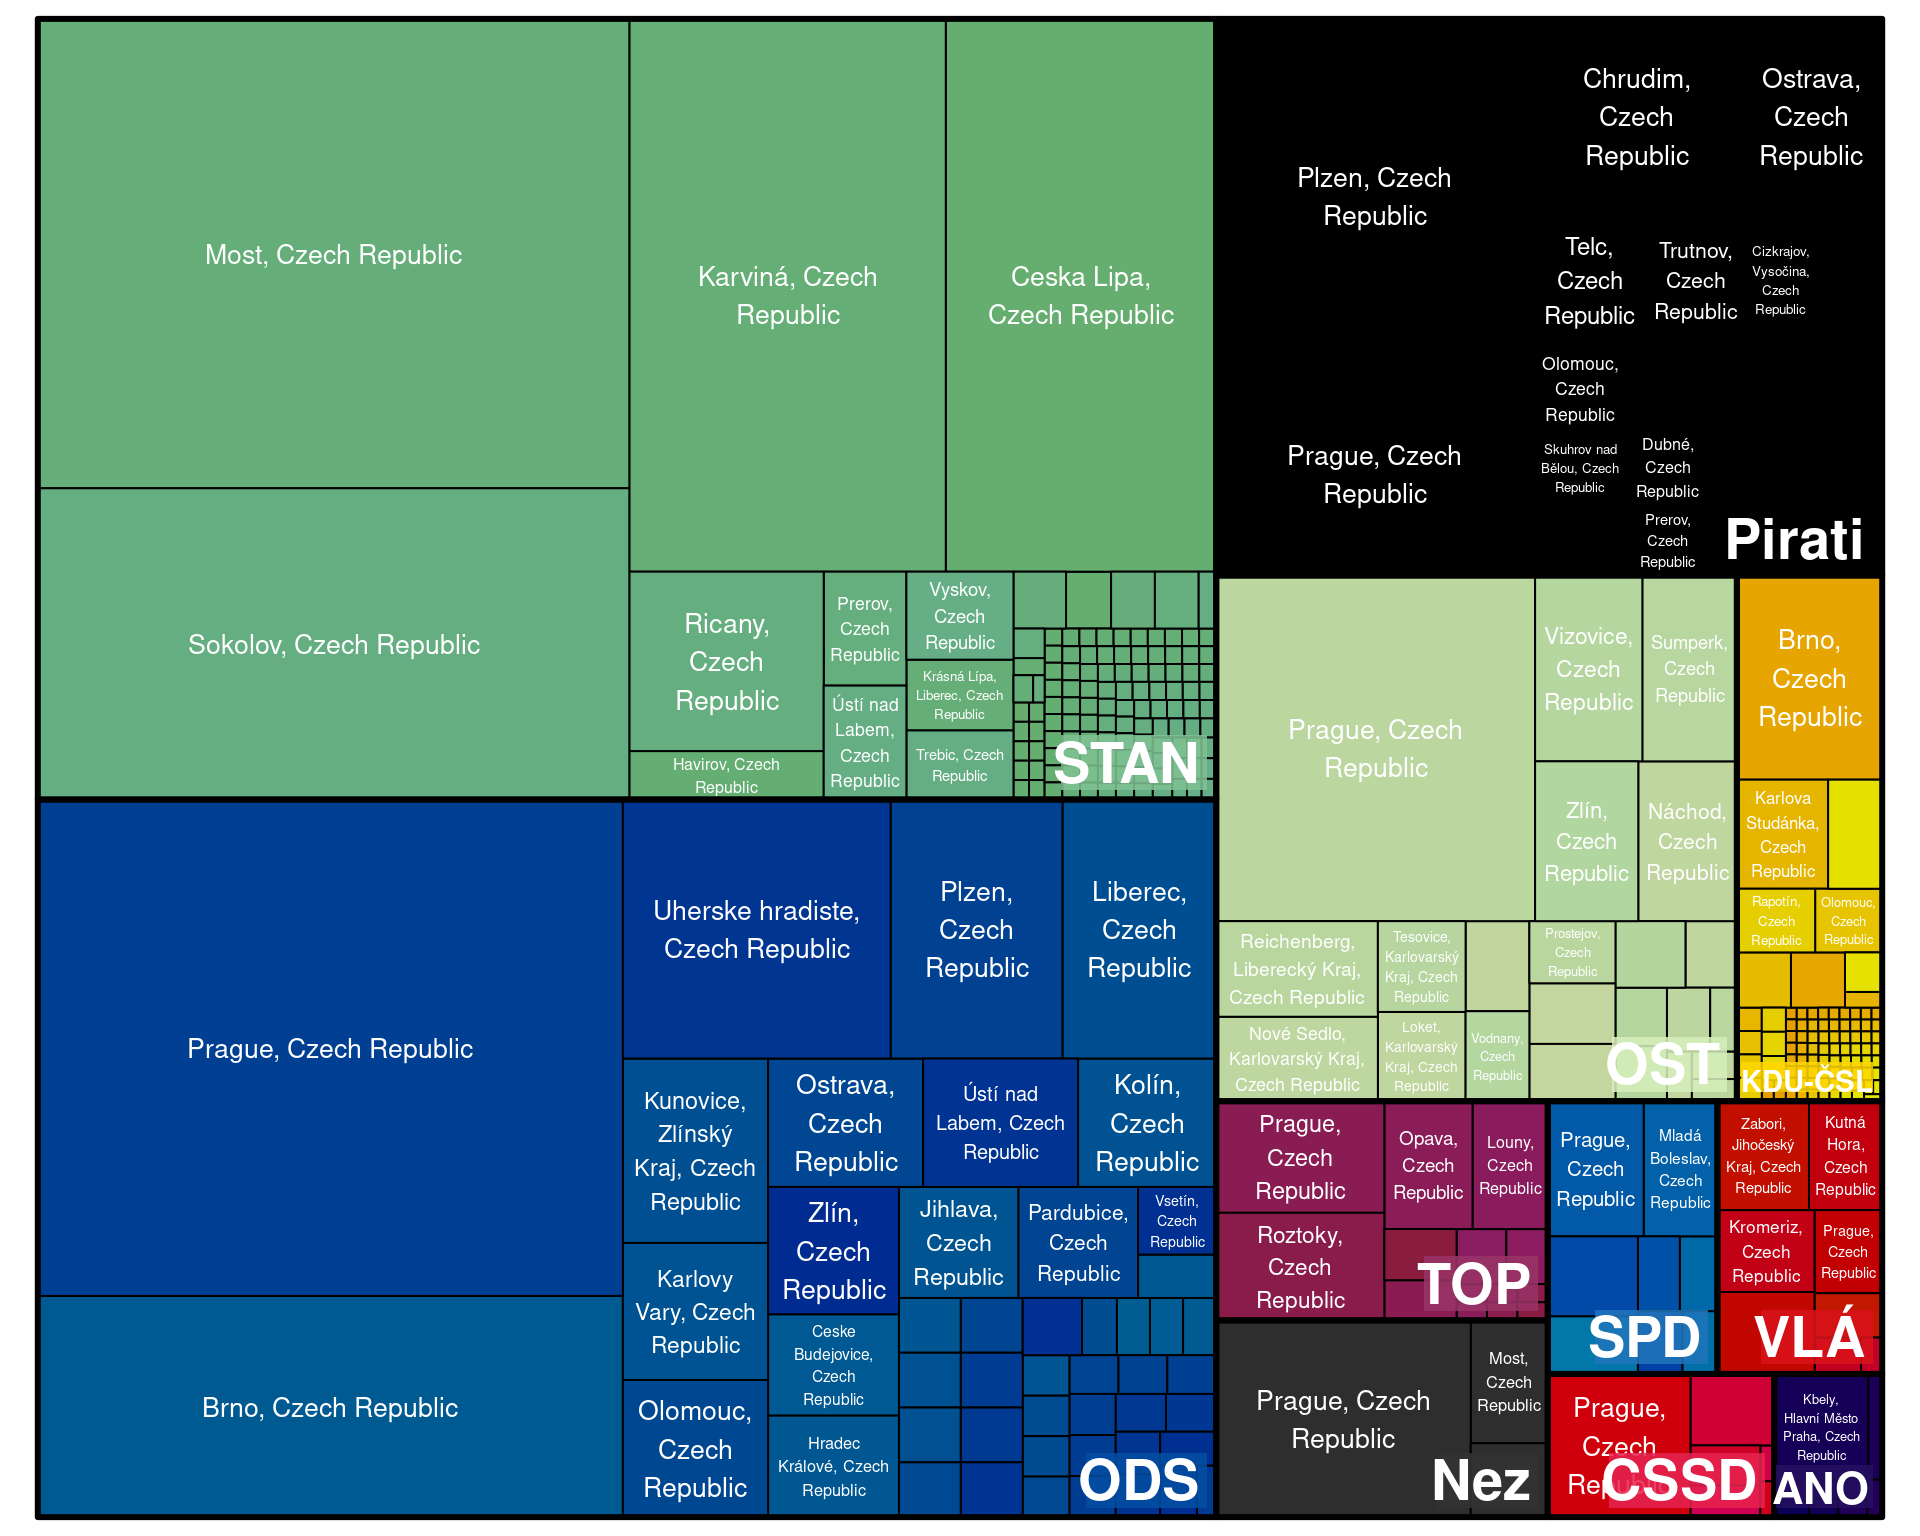 Most, Czech Republic
Sokolov, Czech Republic
Karviná, Czech
Republic
Ceska Lipa,
Czech Republic
Ricany,
Czech
Republic
Havirov, Czech
Republic
Prerov,
Czech
Republic
Ústí nad
Labem,
Czech
Republic
Vyskov,
Czech
Republic
Krásná Lípa,
Liberec, Czech
Republic
Trebic, Czech
Republic
STAN
Plzen, Czech
Republic
Prague, Czech
Republic
Chrudim,
Czech
Republic
Ostrava,
Czech
Republic
Telc,
Czech
Republic
Trutnov,
Czech
Republic
Cizkrajov,
Vysočina,
Czech
Republic
Olomouc,
Czech
Republic
Skuhrov nad
Bělou, Czech
Republic
Dubné,
Czech
Republic
Prerov,
Czech
Republic
Pirati
Prague, Czech Republic
Brno, Czech Republic
Uherske hradiste,
Czech Republic
Plzen,
Czech
Republic
Liberec,
Czech
Republic
Kunovice,
Zlínský
Kraj, Czech
Republic
Karlovy
Vary, Czech
Republic
Olomouc,
Czech
Republic
Ostrava,
Czech
Republic
Ústí nad
Labem, Czech
Republic
Kolín,
Czech
Republic
Zlín,
Czech
Republic
Ceske
Budejovice,
Czech
Republic
Hradec
Králové, Czech
Republic
Jihlava,
Czech
Republic
Pardubice,
Czech
Republic
Vsetín,
Czech
Republic
ODS
Prague, Czech
Republic
Vizovice,
Czech
Republic
Sumperk,
Czech
Republic
Zlín,
Czech
Republic
Náchod,
Czech
Republic
Reichenberg,
Liberecký Kraj,
Czech Republic
Nové Sedlo,
Karlovarský Kraj,
Czech Republic
Tesovice,
Karlovarský
Kraj, Czech
Republic
Loket,
Karlovarský
Kraj, Czech
Republic
Vodnany,
Czech
Republic
Prostejov,
Czech
Republic
OST
Brno,
Czech
Republic
Karlova
Studánka,
Czech
Republic
Rapotín,
Czech
Republic
Olomouc,
Czech
Republic
KDU-ČSL
Prague,
Czech
Republic
Roztoky,
Czech
Republic
Opava,
Czech
Republic
Louny,
Czech
Republic
TOP
Prague,
Czech
Republic
Mladá
Boleslav,
Czech
Republic
SPD
Zabori,
Jihočeský
Kraj, Czech
Republic
Kutná
Hora,
Czech
Republic
Kromeriz,
Czech
Republic
Prague,
Czech
Republic
VLÁ
Prague, Czech
Republic
Most,
Czech
Republic
Nez
Prague,
Czech
Republic
CSSD
Kbely,
Hlavní Město
Praha, Czech
Republic
ANO